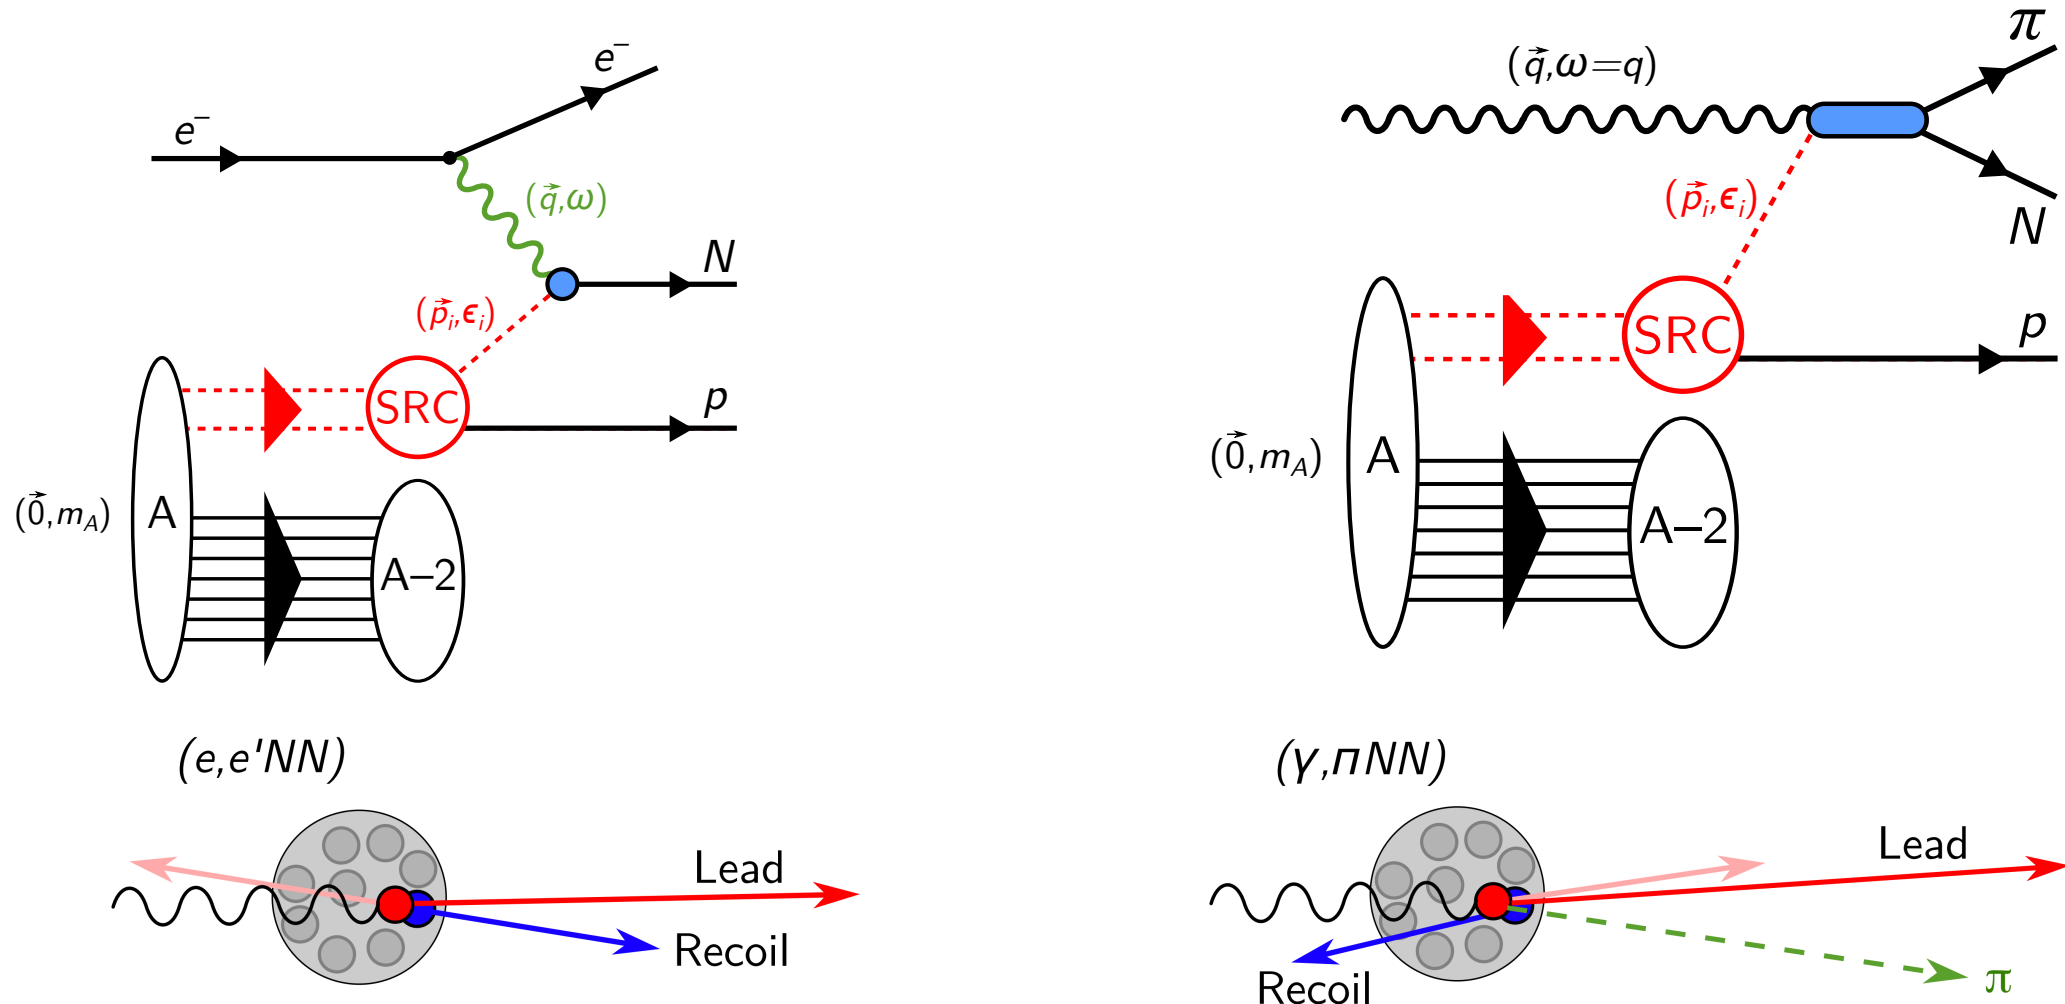 e⁻
e⁻
(q⃗,ω)
N
(p⃗ᵢ,ϵᵢ)
SRC
p
(0⃗,m_A)
A
A−2
(e,e'NN)
Lead
Recoil
π
(q⃗,ω=q)
(p⃗ᵢ,ϵᵢ)
N
SRC
p
(0⃗,m_A)
A
A−2
(γ,πNN)
Lead
Recoil
π